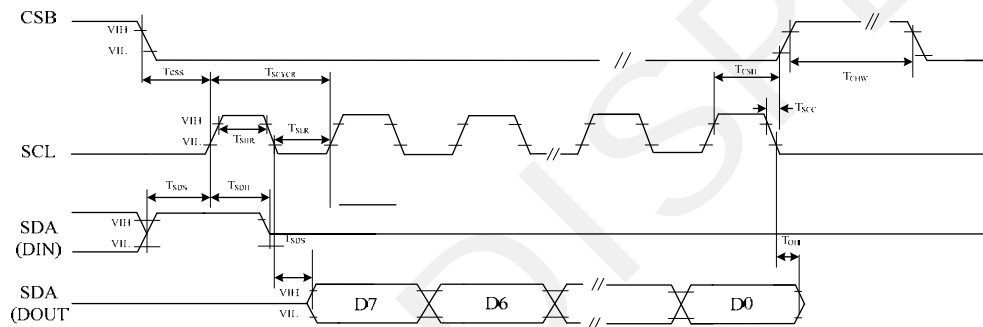 CSB
VIH
VIL
Tcss
TSCYCR
TCSH
TCHW
TSCC
SCL
VIH
VIL
TSHR
TSLR
TSDS
TSDH
SDA
(DIN)
VIH
VIL
TSDS
TOH
SDA
(DOUT
VIH
VIL
D7
D6
D0
DISP